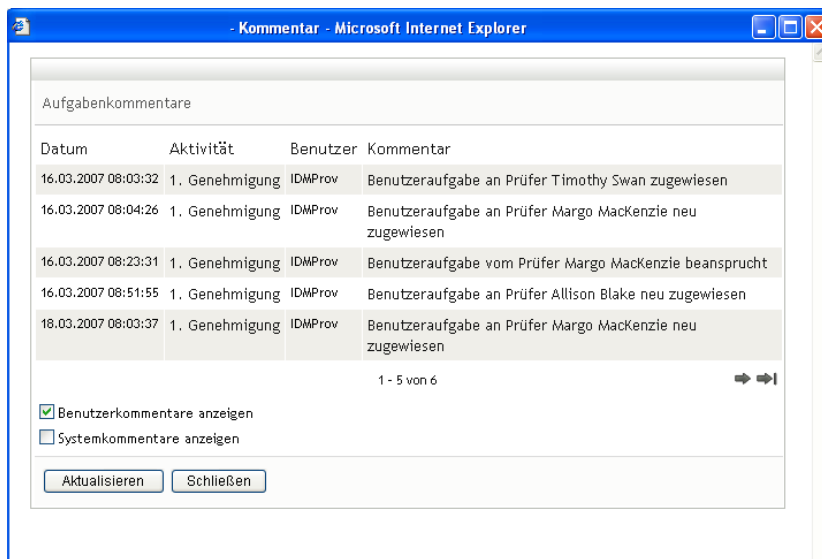 - Kommentar - Microsoft Internet Explorer
Aufgabenkommentare
Datum Aktivität Benutzer Kommentar
16.03.2007 08:03:32 1. Genehmigung IDMProv Benutzeraufgabe an Prüfer Timothy Swan zugewiesen
16.03.2007 08:04:26 1. Genehmigung IDMProv Benutzeraufgabe an Prüfer Margo MacKenzie neu
zugewiesen
16.03.2007 08:23:31 1. Genehmigung IDMProv Benutzeraufgabe vom Prüfer Margo MacKenzie beansprucht
16.03.2007 08:51:55 1. Genehmigung IDMProv Benutzeraufgabe an Prüfer Allison Blake neu zugewiesen
18.03.2007 08:03:37 1. Genehmigung IDMProv Benutzeraufgabe an Prüfer Margo MacKenzie neu
zugewiesen
1 - 5 von 6
Benutzerkommentare anzeigen
Systemkommentare anzeigen
Aktualisieren Schließen